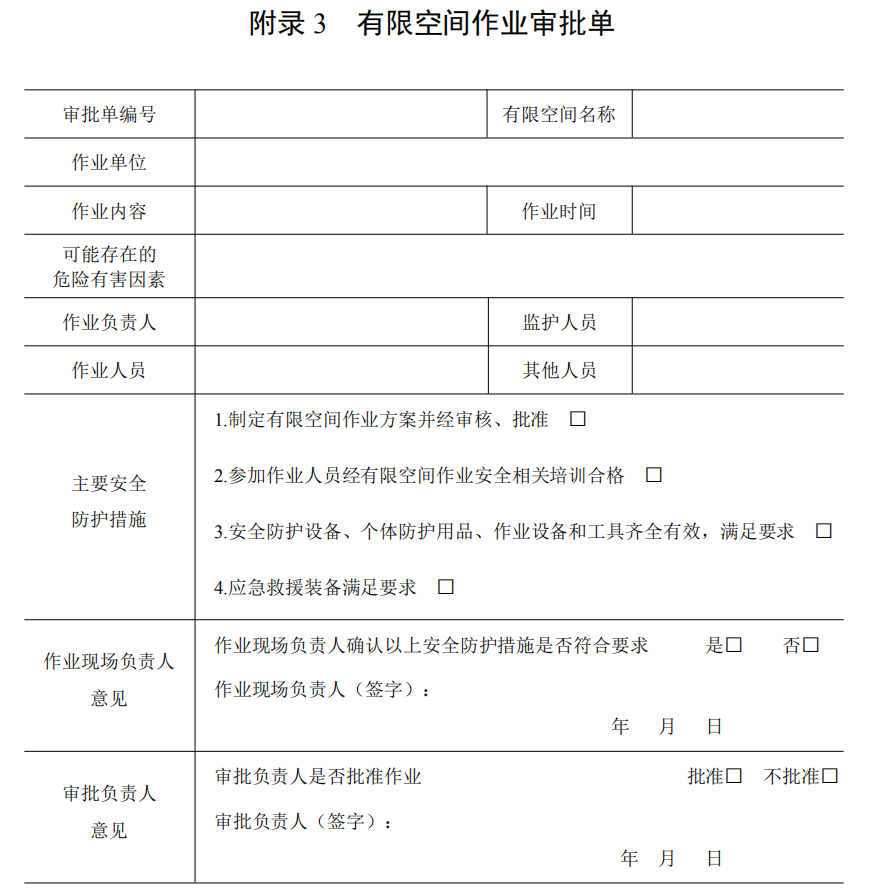 附录 3 有限空间作业审批单
审批单编号 有限空间名称
作业单位
作业内容 作业时间
可能存在的
危险有害因素
作业负责人 监护人员
作业人员 其他人员
主要安全
防护措施
1.制定有限空间作业方案并经审核、批准 □
2.参加作业人员经有限空间作业安全相关培训合格 □
3.安全防护设备、个体防护用品、作业设备和工具齐全有效，满足要求 □
4.应急救援装备满足要求 □
作业现场负责人
意见
作业现场负责人确认以上安全防护措施是否符合要求 是□ 否□
作业现场负责人（签字）：
年 月 日
审批负责人
意见
审批负责人是否批准作业 批准□ 不批准□
审批负责人（签字）：
年 月 日